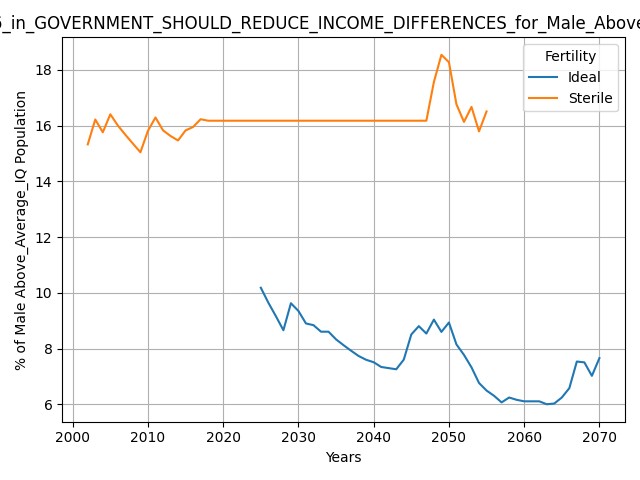 _in_GOVERNMENT_SHOULD_REDUCE_INCOME_DIFFERENCES_for_Male_Above
Fertility
Ideal
Sterile
% of Male Above_Average_IQ Population
18
16
14
12
10
8
6
2000 2010 2020 2030 2040 2050 2060 2070
Years